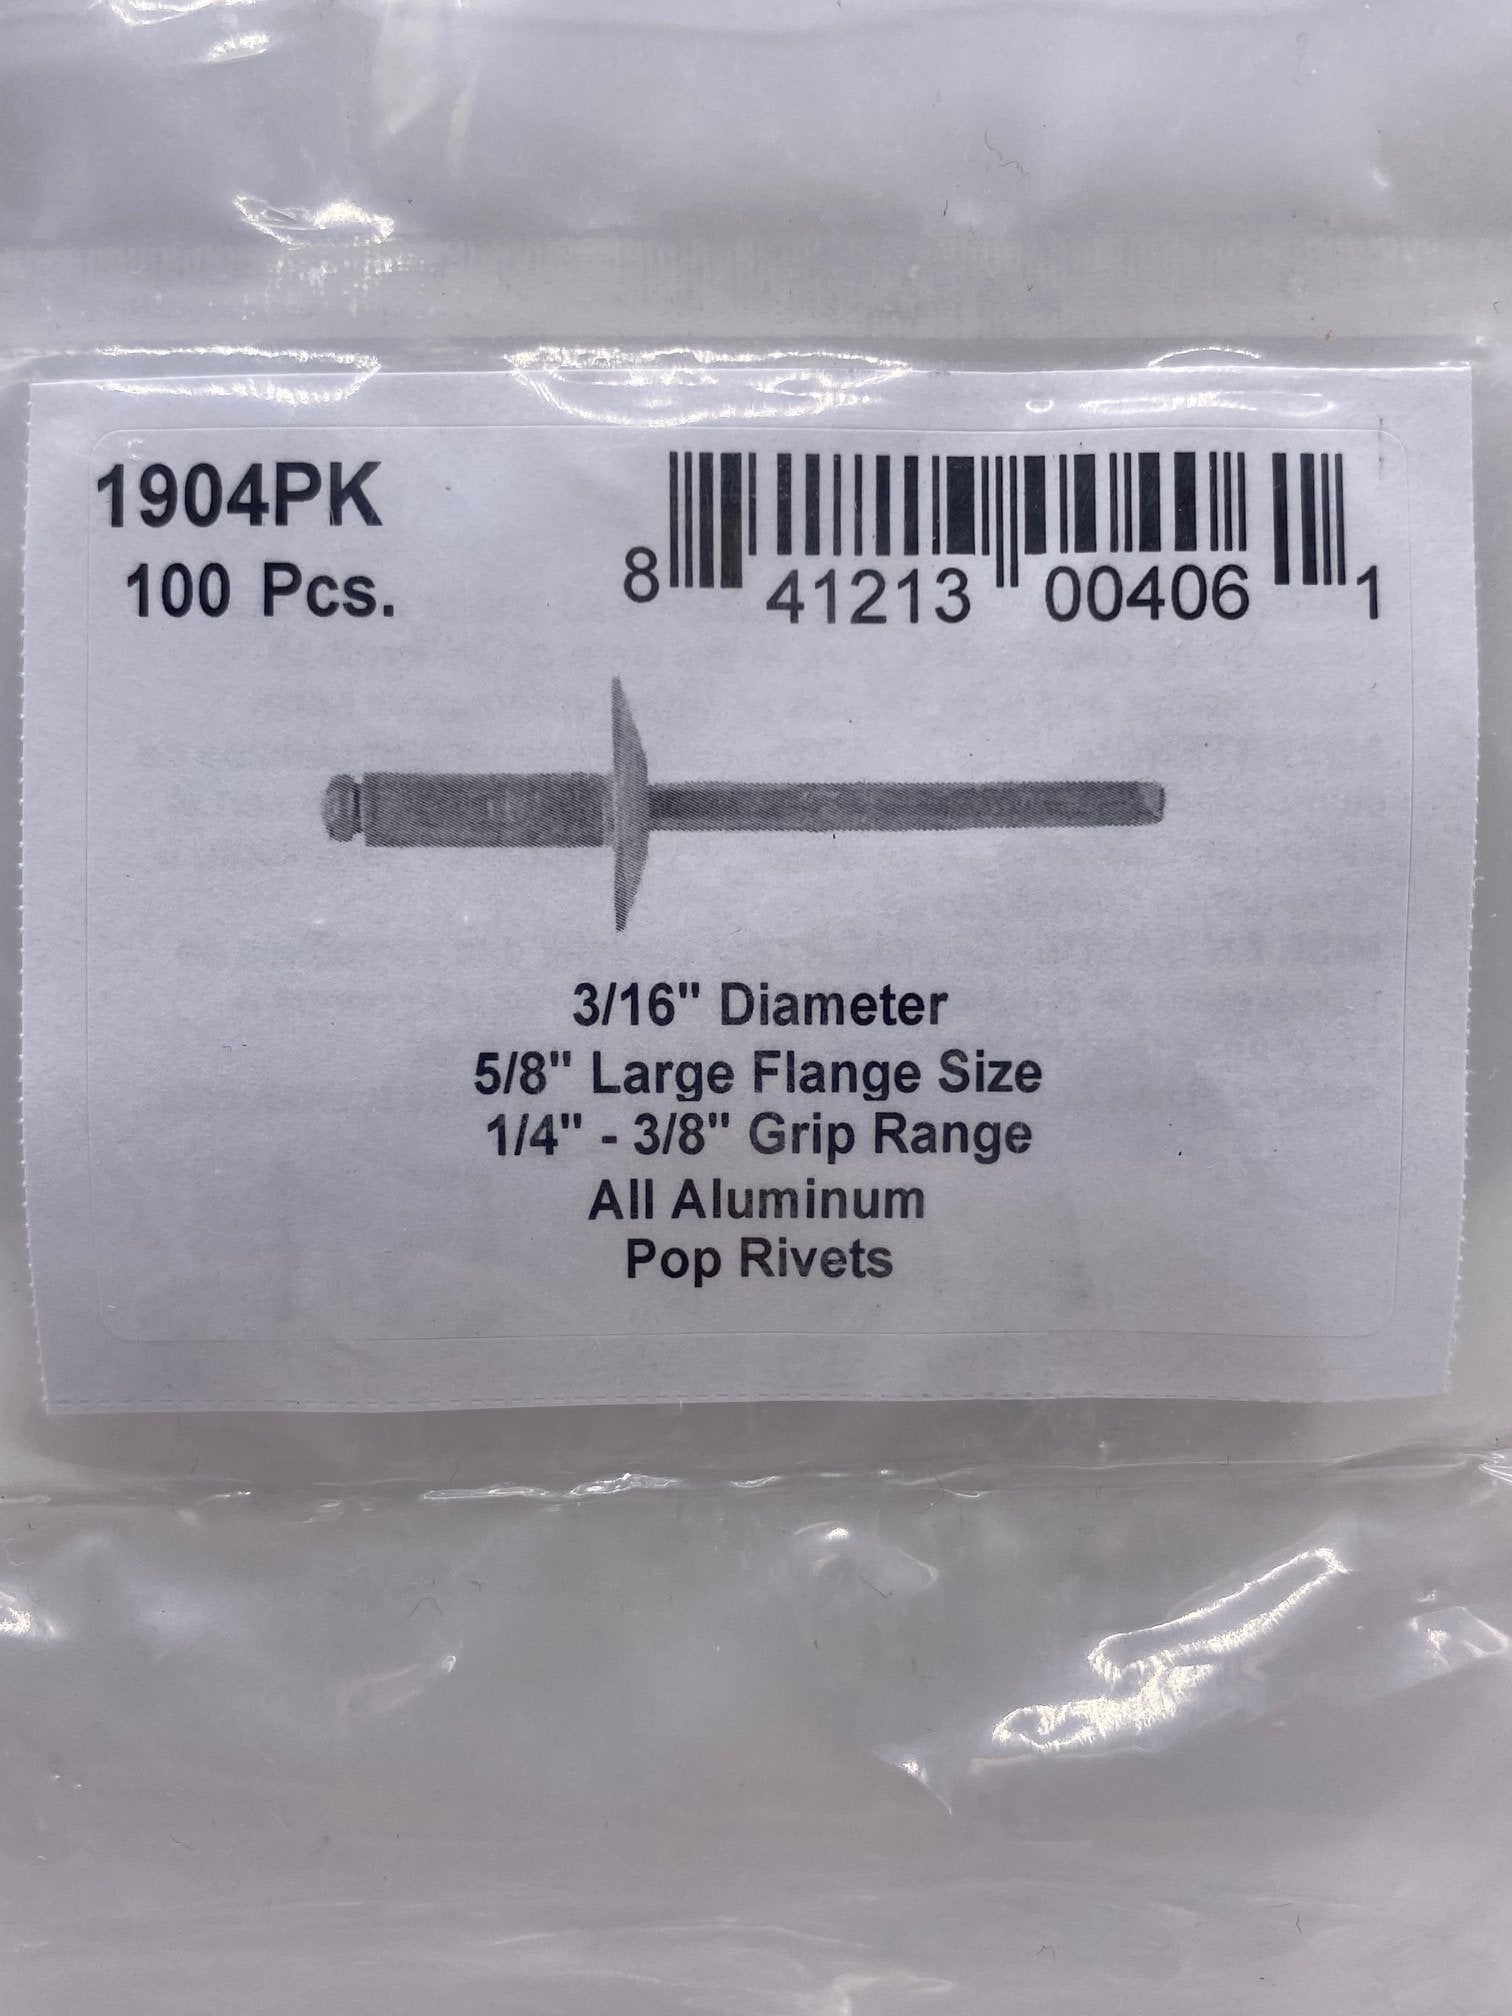 1904PK
100 Pcs.
8 41213 00406 1
3/16" Diameter
5/8" Large Flange Size
1/4" - 3/8" Grip Range
All Aluminum
Pop Rivets